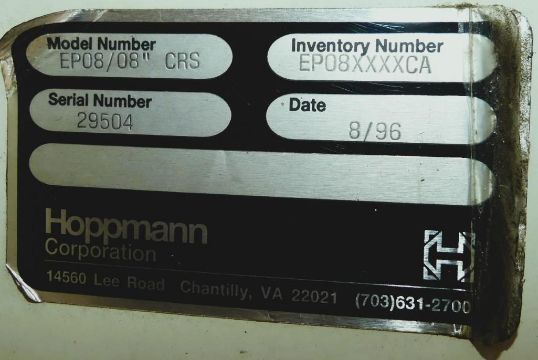 Model Number Inventory Number
EP08/08" CRS EP08XXXXCA
Serial Number Date
29504 8/96
Hoppmann
Corporation
14560 Lee Road Chantilly, VA 22021 (703)631-2700